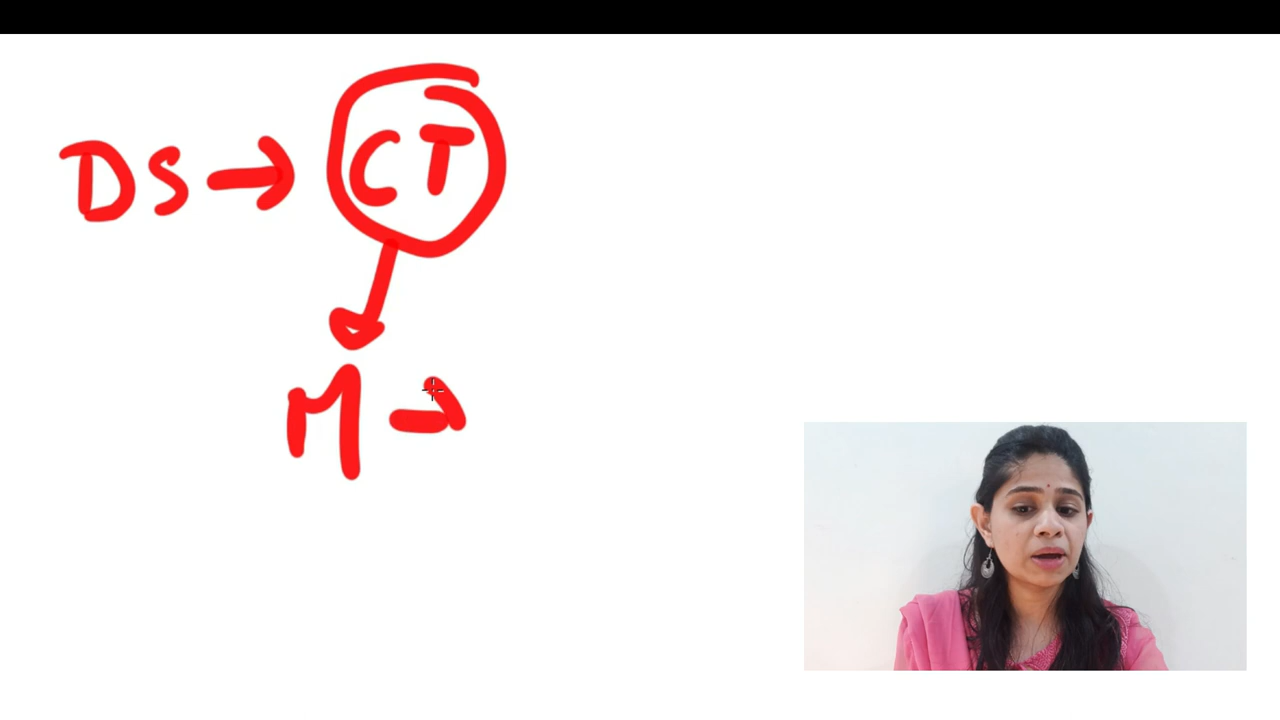 DS → CT
M →